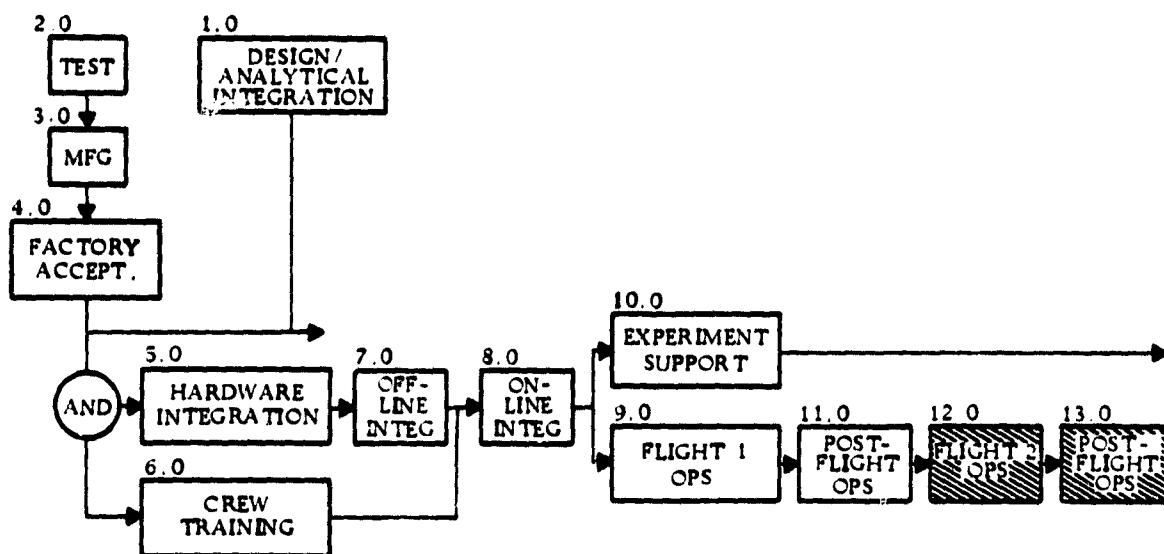 2.0
TEST
1.0
DESIGN/
ANALYTICAL
INTEGRATION
3.0
MFG
4.0
FACTORY
ACCEPT.
AND
5.0
HARDWARE
INTEGRATION
6.0
CREW
TRAINING
7.0
OFF-
LINE
INTEG
8.0
ON-
LINE
INTEG
10.0
EXPERIMENT
SUPPORT
9.0
FLIGHT 1
OPS
11.0
POST-
FLIGHT
OPS
12.0
FLIGHT 2
OPS
13.0
POST-
FLIGHT
OPS